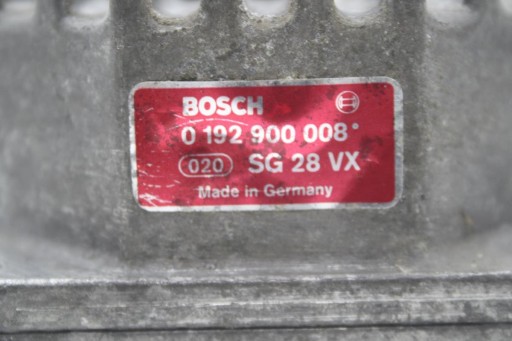 BOSCH
0 192 900 008
020 SG 28 VX
Made in Germany